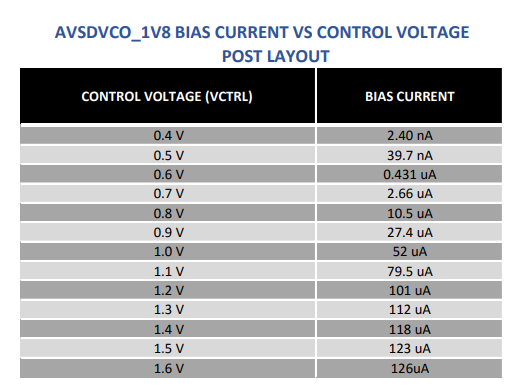 AVSDVCO_1V8 BIAS CURRENT VS CONTROL VOLTAGE
POST LAYOUT
CONTROL VOLTAGE (VCTRL) BIAS CURRENT
0.4 V 2.40 nA
0.5 V 39.7 nA
0.6 V 0.431 uA
0.7 V 2.66 uA
0.8 V 10.5 uA
0.9 V 27.4 uA
1.0 V 52 uA
1.1 V 79.5 uA
1.2 V 101 uA
1.3 V 112 uA
1.4 V 118 uA
1.5 V 123 uA
1.6 V 126uA